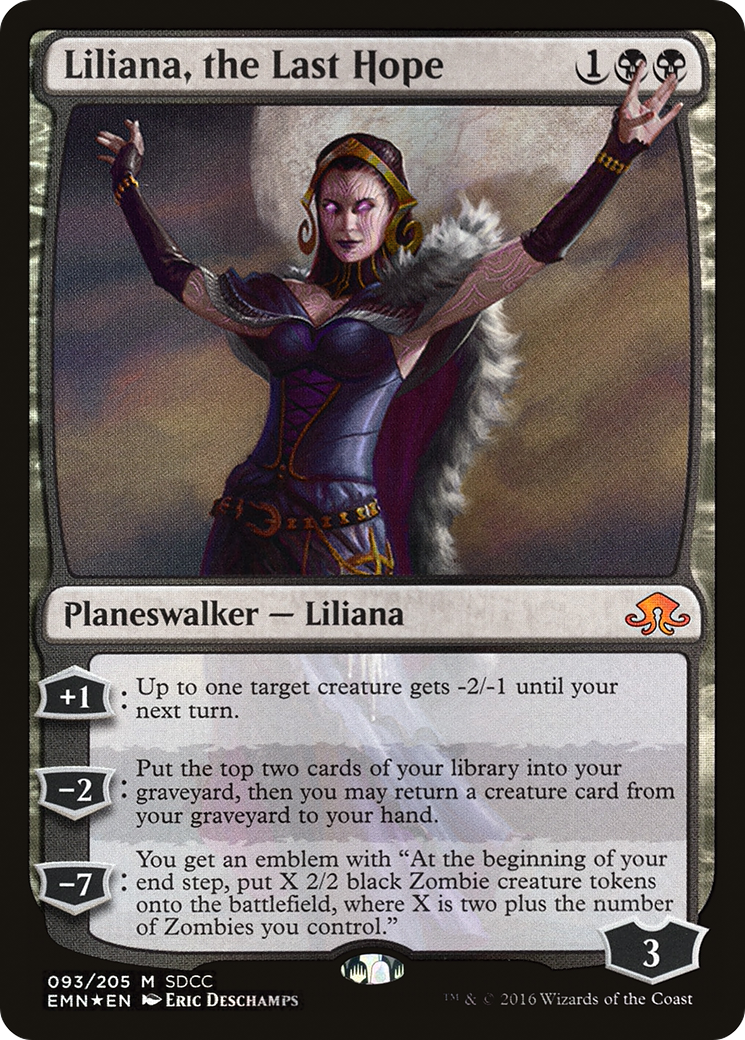 Liliana, the Last Hope 1
Planeswalker — Liliana
+1: Up to one target creature gets -2/-1 until your
next turn.
Put the top two cards of your library into your
−2: graveyard, then you may return a creature card from
your graveyard to your hand.
You get an emblem with “At the beginning of your
−7: end step, put X 2/2 black Zombie creature tokens
onto the battlefield, where X is two plus the number
of Zombies you control.”
3
093/205 M SDCC
EMN★EN Eric Deschamps ™ & © 2016 Wizards of the Coast